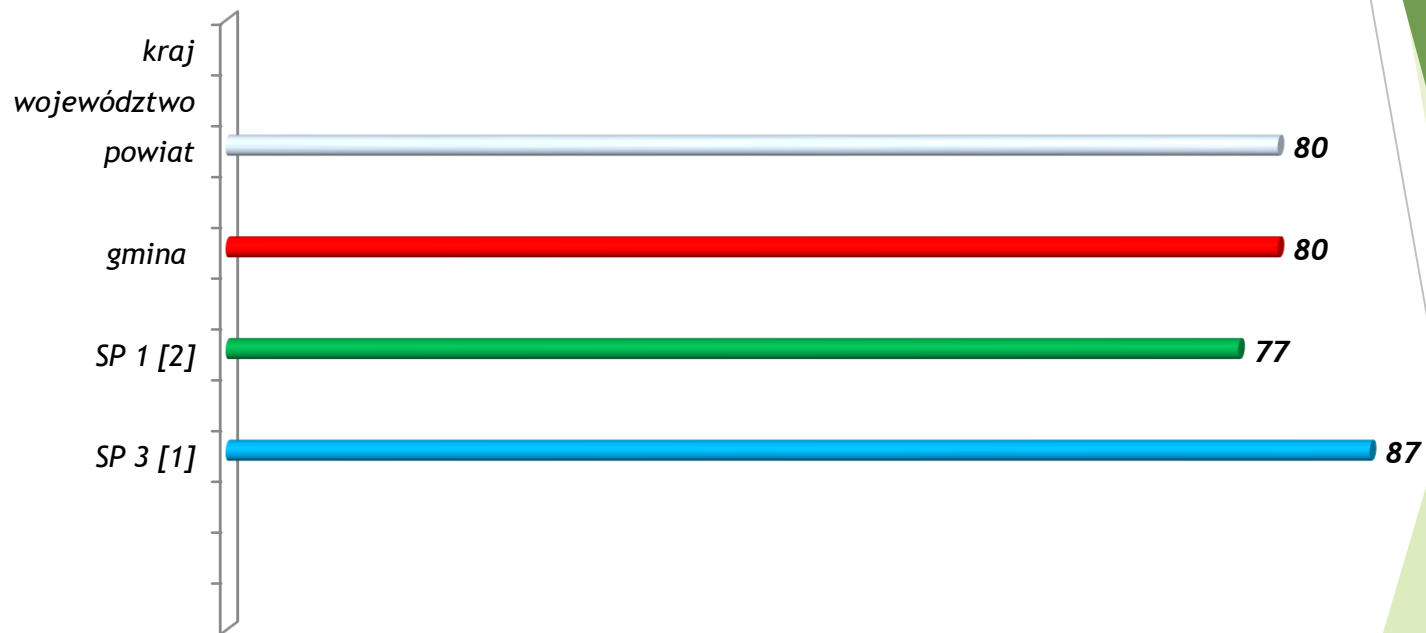 kraj
województwo
powiat 80
gmina 80
SP 1 [2] 77
SP 3 [1] 87